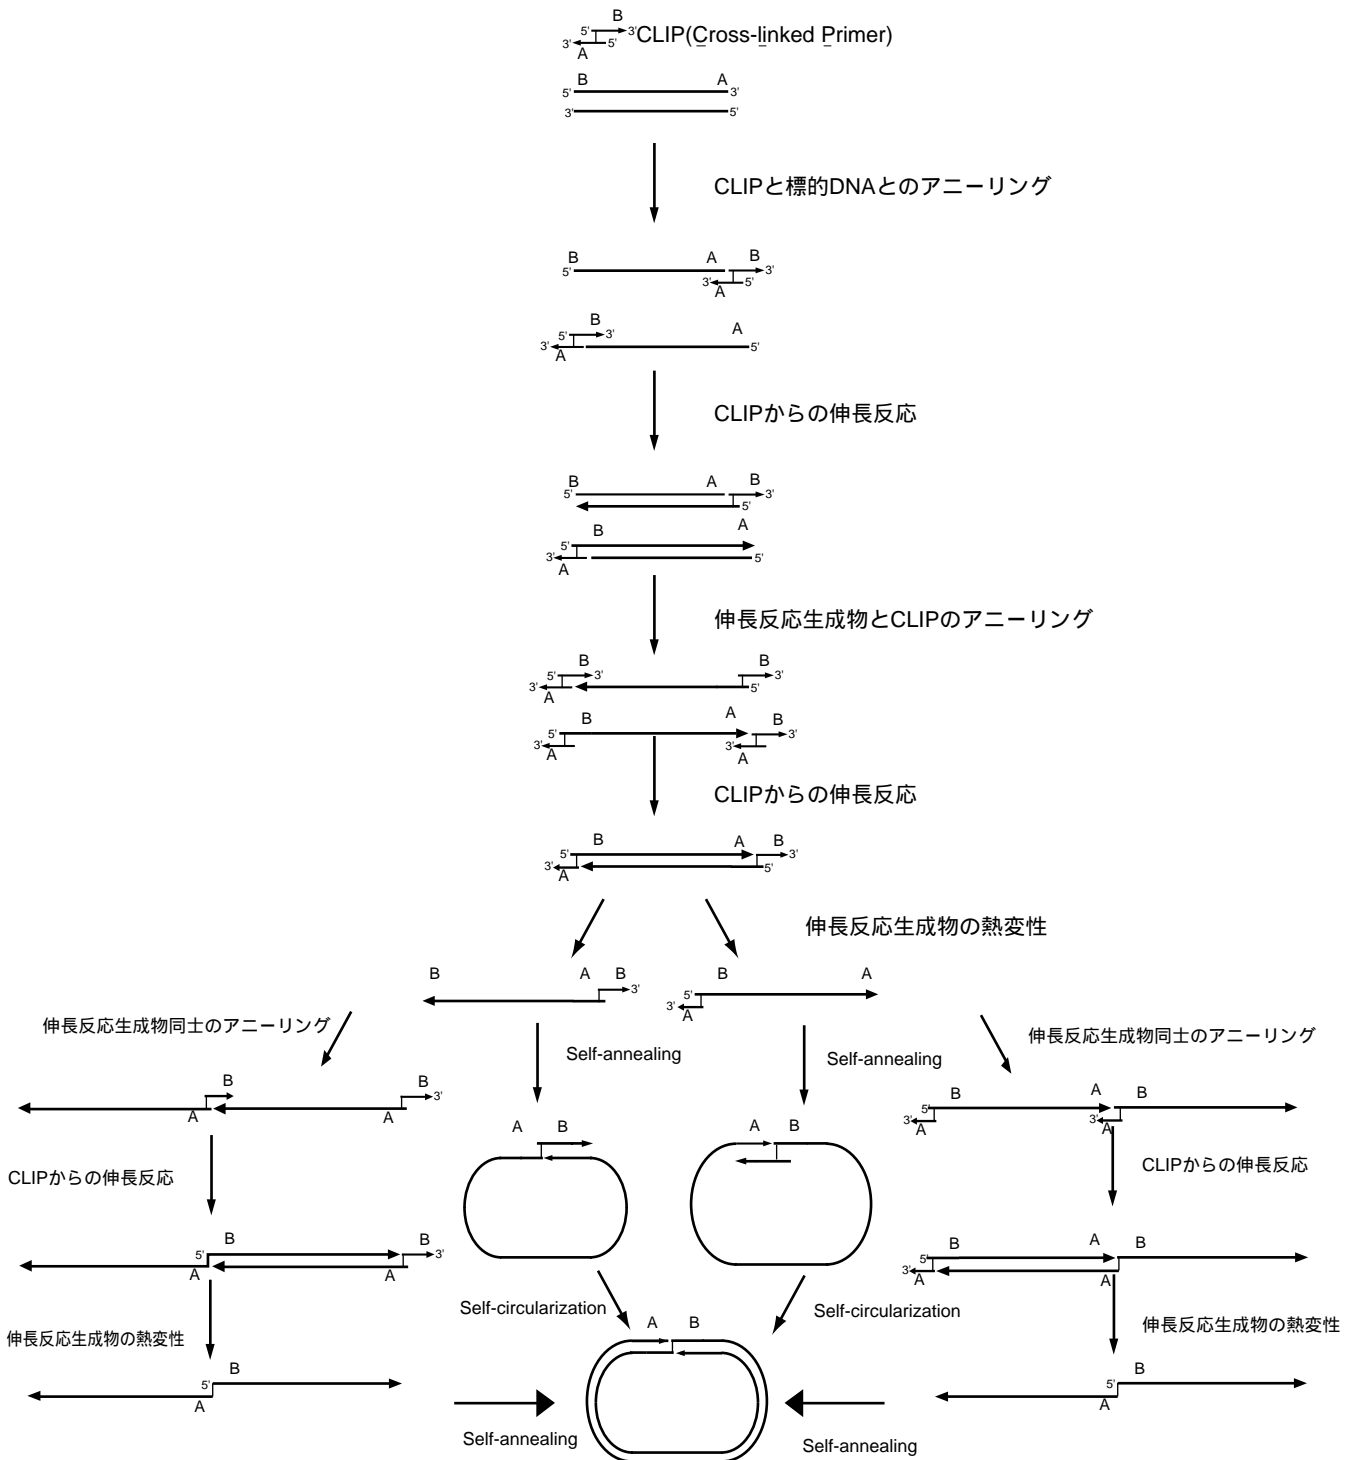 B
5' 3' CLIP(Cross-linked Primer)
3' 5'
A
B A
5' 3'
3' 5'
CLIPと標的DNAとのアニーリング
B A B
5' 3'
3' 5'
A
B A
5' 3'
3' 5'
A
CLIPからの伸長反応
B A B
5' 3'
5'
B A
5'
3' 5'
A
伸長反応生成物とCLIPのアニーリング
B B
5' 3' 3'
3' 5'
A
B A B
5' 3'
3' 3'
A A
CLIPからの伸長反応
B A B
5' 3'
3' 5'
A
伸長反応生成物の熱変性
B A B B A
3' 5'
3'
A
伸長反応生成物同士のアニーリング
Self-annealing
Self-annealing
伸長反応生成物同士のアニーリング
B B
3'
A A
A B
A B
B A B
5'
3' 3'
A A
CLIPからの伸長反応
CLIPからの伸長反応
B B
5' 3'
A A
B A B
5'
3'
A A
Self-circularization
Self-circularization
伸長反応生成物の熱変性
伸長反応生成物の熱変性
A B
B
5'
A
B
5'
A
Self-annealing
Self-annealing